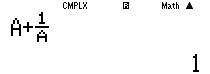 CMPLX R Math ▲
A+1/A
1